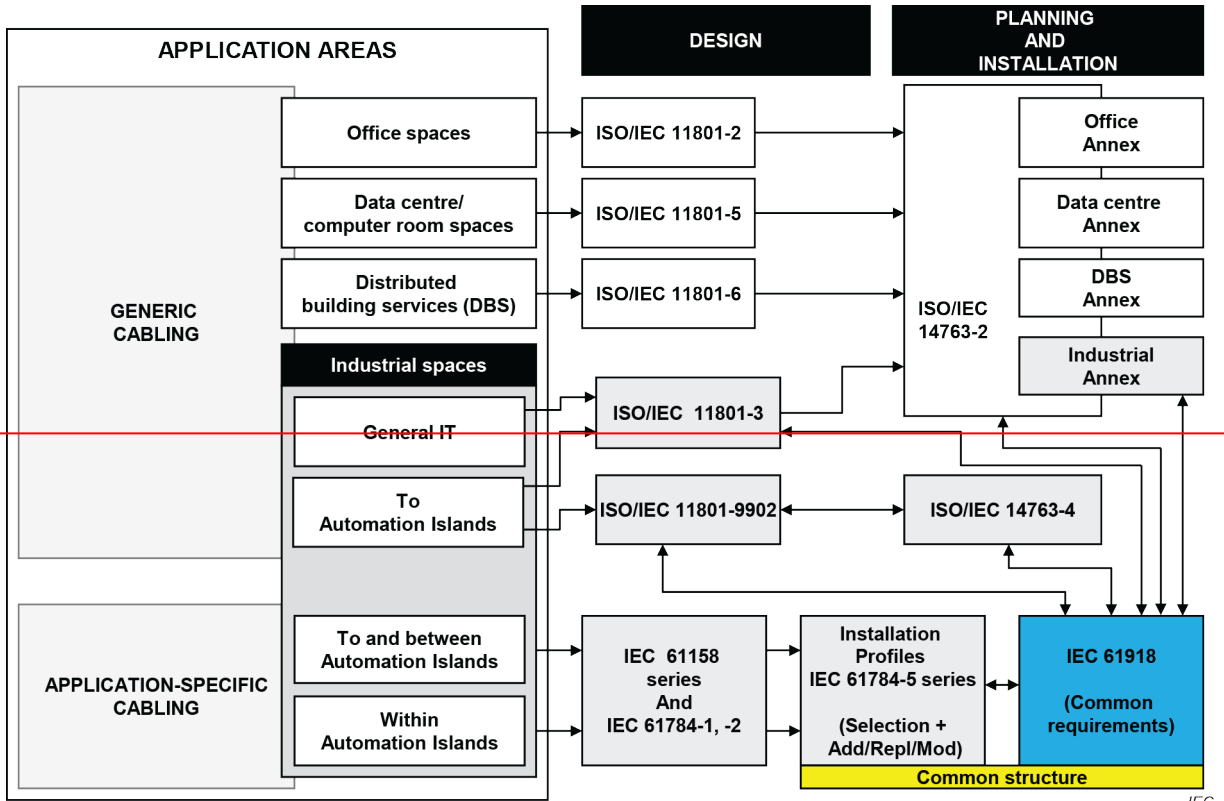 APPLICATION AREAS
DESIGN
PLANNING
AND
INSTALLATION
GENERIC
CABLING
Office spaces
ISO/IEC 11801-2
Data centre/
computer room spaces
ISO/IEC 11801-5
Distributed
building services (DBS)
ISO/IEC 11801-6
ISO/IEC
14763-2
Office
Annex
Data centre
Annex
DBS
Annex
Industrial
Annex
Industrial spaces
General IT
ISO/IEC 11801-3
To
Automation Islands
ISO/IEC 11801-9902
ISO/IEC 14763-4
APPLICATION-SPECIFIC
CABLING
To and between
Automation Islands
Within
Automation Islands
IEC 61158
series
And
IEC 61784-1, -2
Installation
Profiles
IEC 61784-5 series
(Selection +
Add/Repl/Mod)
IEC 61918
(Common
requirements)
Common structure
IEC